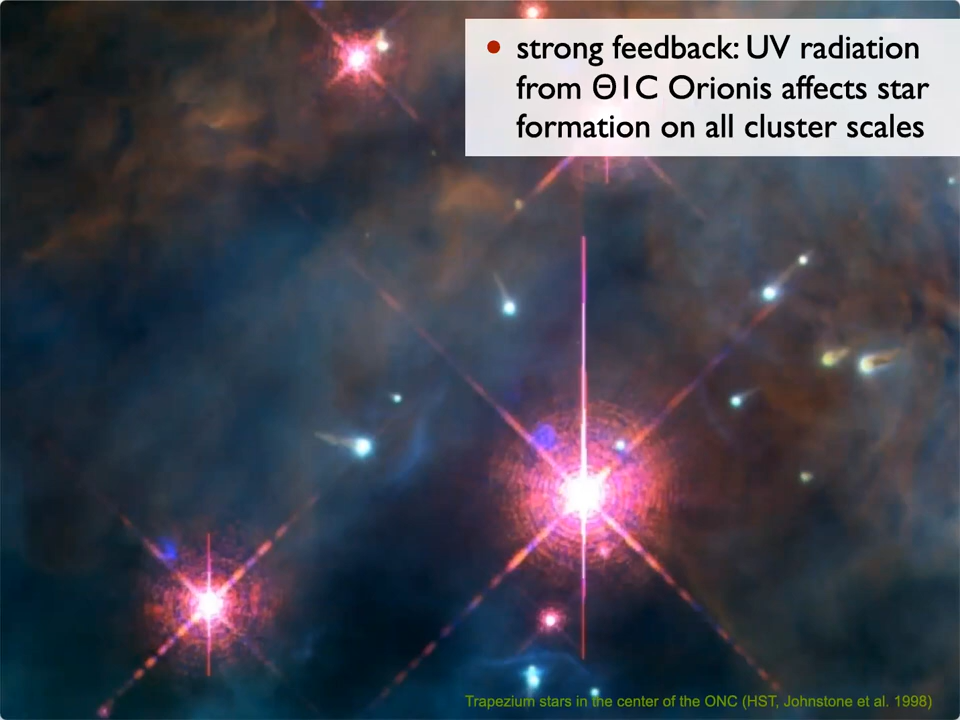 • strong feedback: UV radiation
from Θ1C Orionis affects star
formation on all cluster scales
Trapezium stars in the center of the ONC (HST, Johnstone et al. 1998)